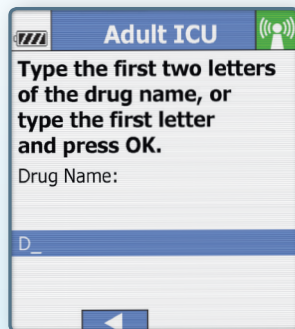 Adult ICU
Type the first two letters
of the drug name, or
type the first letter
and press OK.
Drug Name:
D_